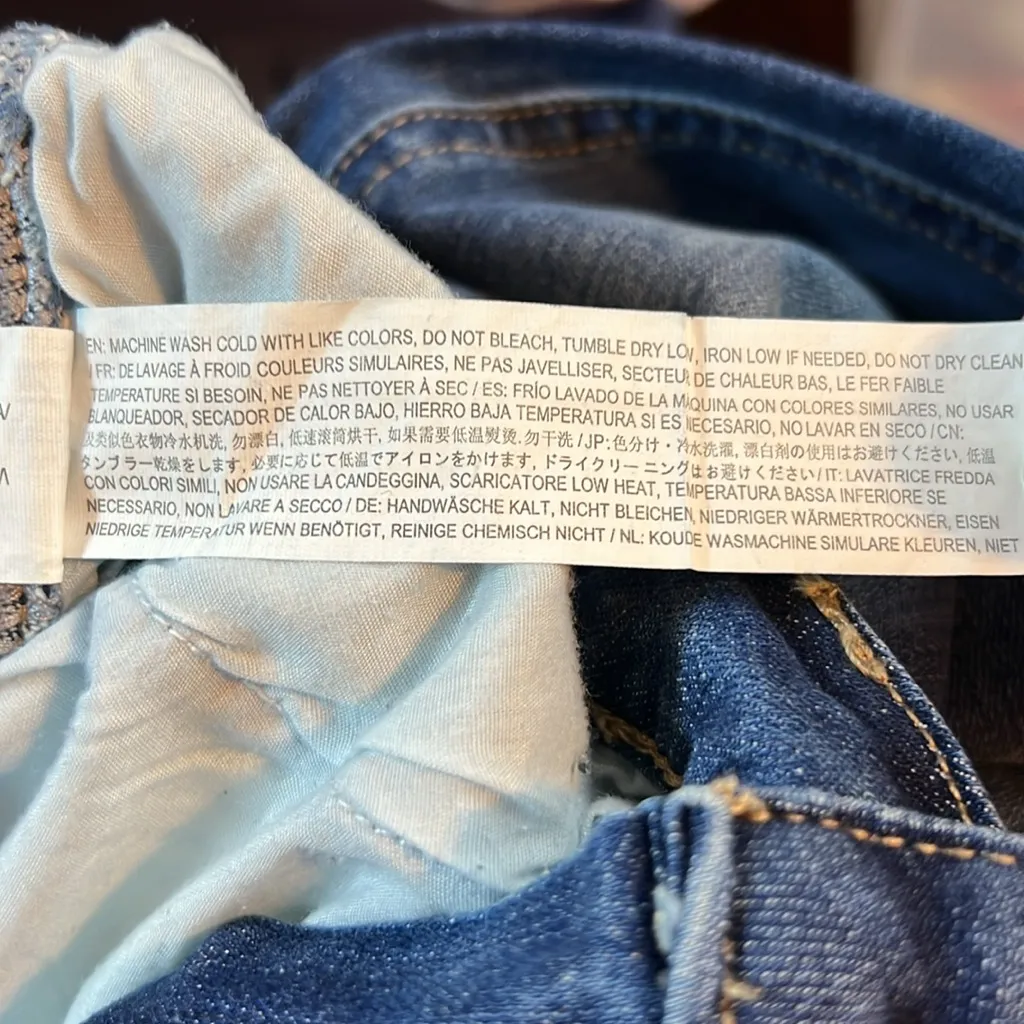 EN: MACHINE WASH COLD WITH LIKE COLORS, DO NOT BLEACH, TUMBLE DRY LOW, IRON LOW IF NEEDED, DO NOT DRY CLEAN
/ FR: DE LAVAGE À FROID COULEURS SIMULAIRES, NE PAS JAVELLISER, SECTEUR DE CHALEUR BAS, LE FER FAIBLE
TEMPERATURE SI BESOIN, NE PAS NETTOYER À SEC / ES: FRÍO LAVADO DE LA MAQUINA CON COLORES SIMILARES, NO USAR
BLANQUEADOR, SECADOR DE CALOR BAJO, HIERRO BAJA TEMPERATURA SI ES NECESARIO, NO LAVAR EN SECO / CN:
类似色衣物冷水机洗, 勿漂白, 低速滚筒烘干, 如果需要低温熨烫, 勿干洗 / JP: 色分け・冷水洗濯, 漂白剤の使用はお避けください, 低温
タンブラー乾燥をします, 必要に応じて低温でアイロンをかけます, ドライクリーニングはお避けください / IT: LAVATRICE FREDDA
CON COLORI SIMILI, NON USARE LA CANDEGGINA, SCARICATORE LOW HEAT, TEMPERATURA BASSA INFERIORE SE
NECESSARIO, NON LAVARE A SECCO / DE: HANDWÄSCHE KALT, NICHT BLEICHEN, NIEDRIGER WÄRMERTROCKNER, EISEN
NIEDRIGE TEMPERATUR WENN BENÖTIGT, REINIGE CHEMISCH NICHT / NL: KOUDE WASMACHINE SIMULARE KLEUREN, NIET